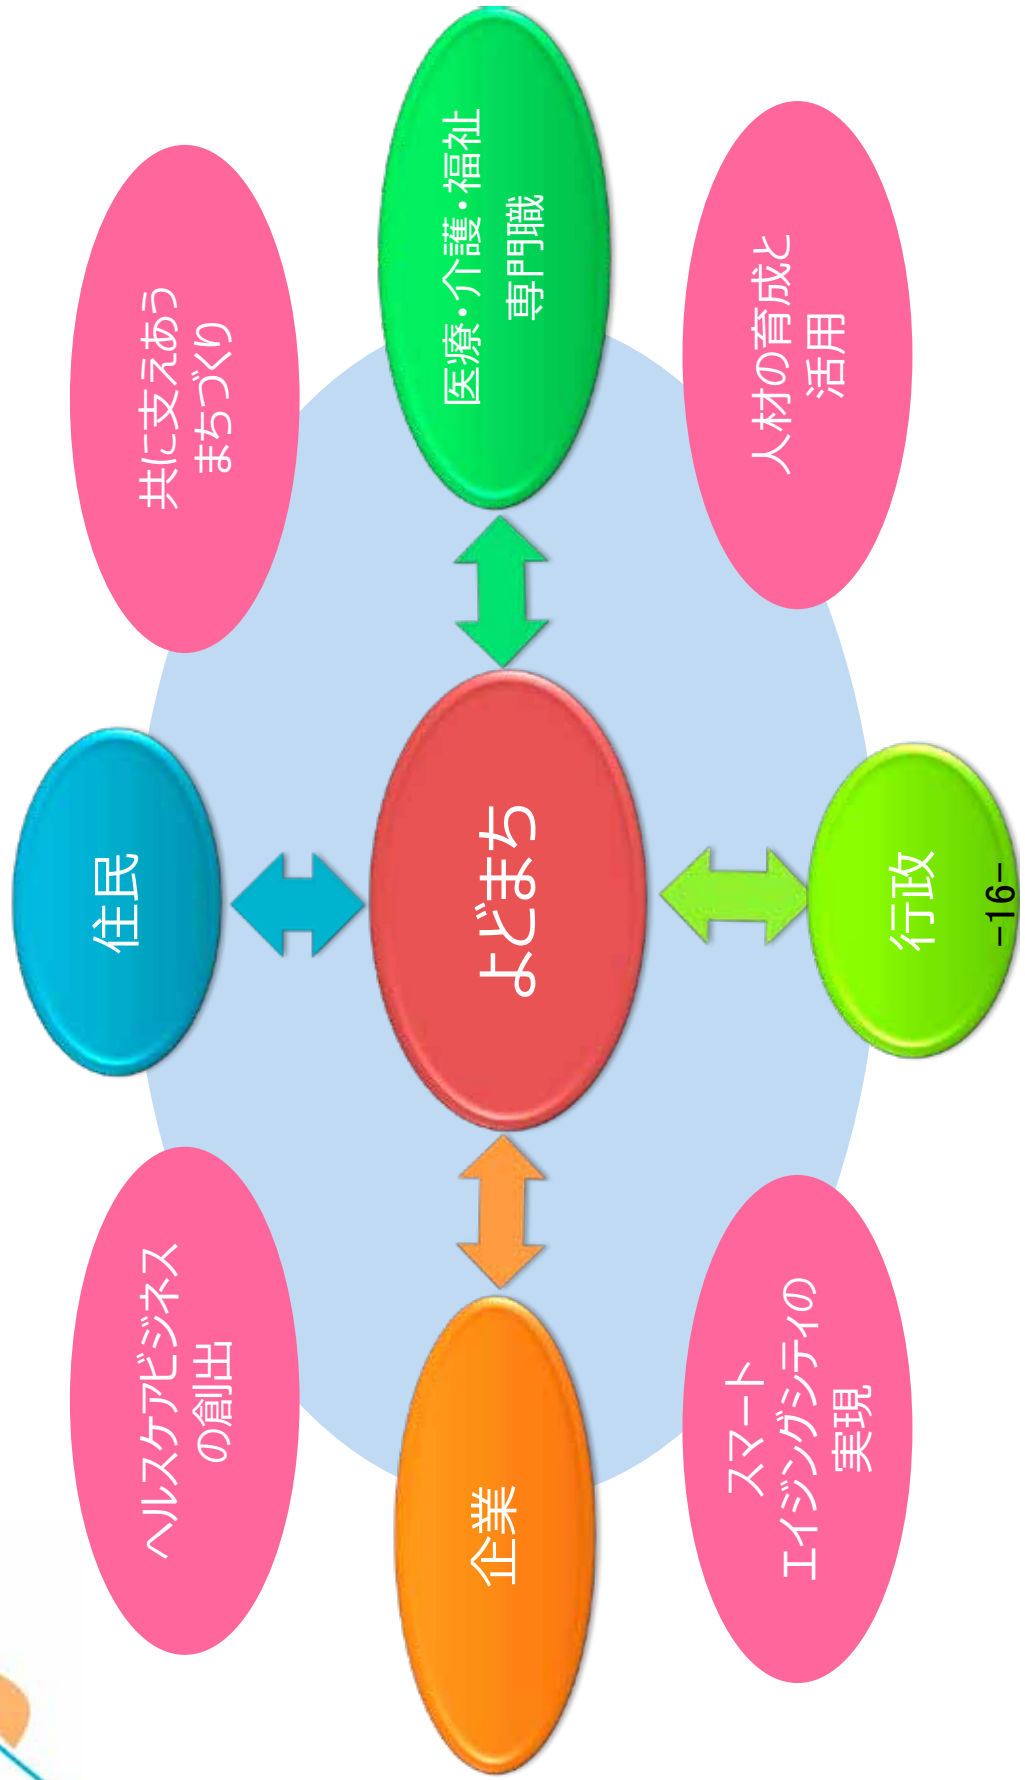 住民
ヘルスケアビジネス
の創出
共に支えあう
まちづくり
企業
よどまち
医療・介護・福祉
専門職
スマート
エイジングシティの
実現
人材の育成と
活用
行政
-16-